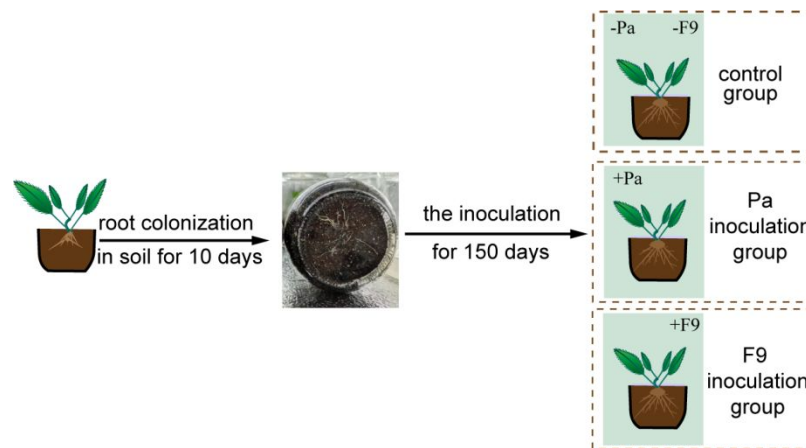 -Pa -F9
control
group
root colonization
in soil for 10 days
the inoculation
for 150 days
+Pa
Pa
inoculation
group
+F9
F9
inoculation
group